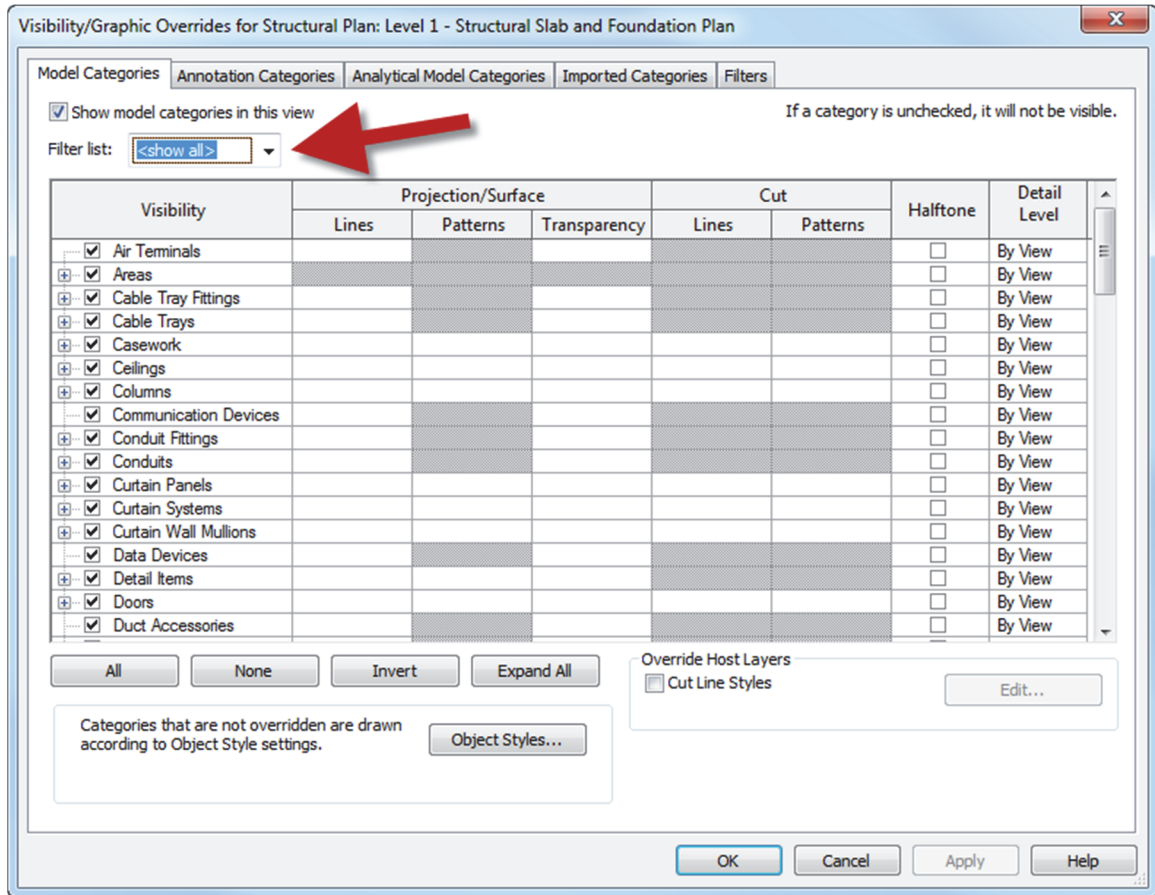 Visibility/Graphic Overrides for Structural Plan: Level 1 - Structural Slab and Foundation Plan
Model Categories Annotation Categories Analytical Model Categories Imported Categories Filters
Show model categories in this view If a category is unchecked, it will not be visible.
Filter list: <show all>
Visibility Projection/Surface Cut Halftone Detail Level
Lines Patterns Transparency Lines Patterns
Air Terminals By View
Areas By View
Cable Tray Fittings By View
Cable Trays By View
Casework By View
Ceilings By View
Columns By View
Communication Devices By View
Conduit Fittings By View
Conduits By View
Curtain Panels By View
Curtain Systems By View
Curtain Wall Mullions By View
Data Devices By View
Detail Items By View
Doors By View
Duct Accessories By View
All None Invert Expand All
Override Host Layers
Cut Line Styles Edit...
Categories that are not overridden are drawn
according to Object Style settings.
Object Styles...
OK Cancel Apply Help